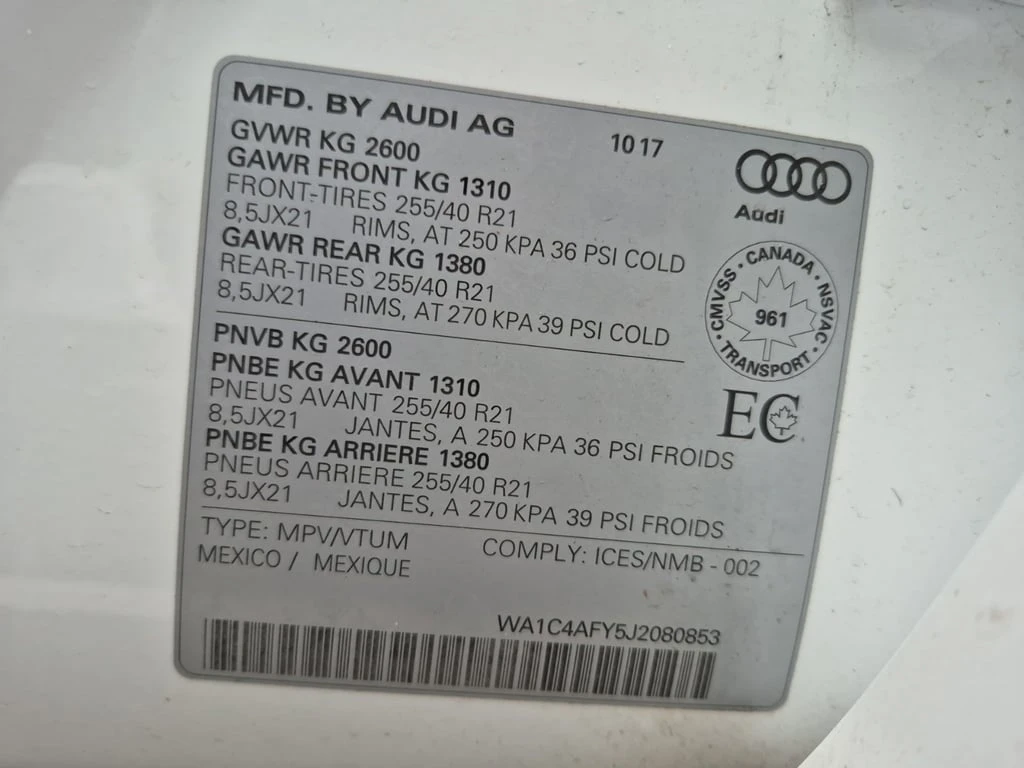 MFD. BY AUDI AG 10 17
GVWR KG 2600
GAWR FRONT KG 1310
FRONT-TIRES 255/40 R21
8,5JX21 RIMS, AT 250 KPA 36 PSI COLD
GAWR REAR KG 1380
REAR-TIRES 255/40 R21
8,5JX21 RIMS, AT 270 KPA 39 PSI COLD
PNVB KG 2600
PNBE KG AVANT 1310
PNEUS AVANT 255/40 R21
8,5JX21 JANTES, A 250 KPA 36 PSI FROIDS
PNBE KG ARRIERE 1380
PNEUS ARRIERE 255/40 R21
8,5JX21 JANTES, A 270 KPA 39 PSI FROIDS
TYPE: MPV/VTUM COMPLY: ICES/NMB - 002
MEXICO / MEXIQUE
WA1C4AFY5J2080853
Audi
CMVSS · CANADA · NSVAC · TRANSPORT ·
961
EC